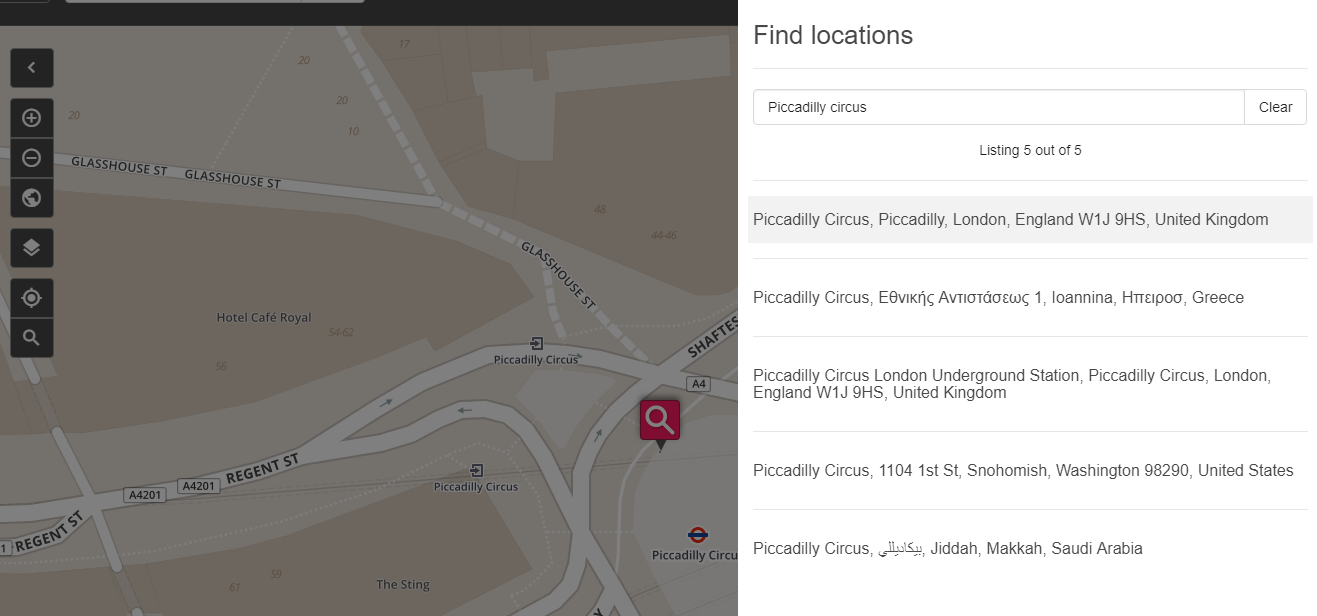 Find locations
Piccadilly circus
Clear
Listing 5 out of 5
Piccadilly Circus, Piccadilly, London, England W1J 9HS, United Kingdom
Piccadilly Circus, Εθνικής Αντιστάσεως 1, Ioannina, Ηπειροσ, Greece
Piccadilly Circus London Underground Station, Piccadilly Circus, London,
England W1J 9HS, United Kingdom
Piccadilly Circus, 1104 1st St, Snohomish, Washington 98290, United States
Piccadilly Circus, بيكاديللي, Jiddah, Makkah, Saudi Arabia
17
20
20
20
10
GLASSHOUSE ST
GLASSHOUSE ST
48
44-46
GLASSHOUSE ST
Hotel Café Royal
54-62
56
Piccadilly Circus
SHAFTES
A4
REGENT ST
A4201
A4201
Piccadilly Circus
REGENT ST
1
Piccadilly Circu
The Sting
59
61